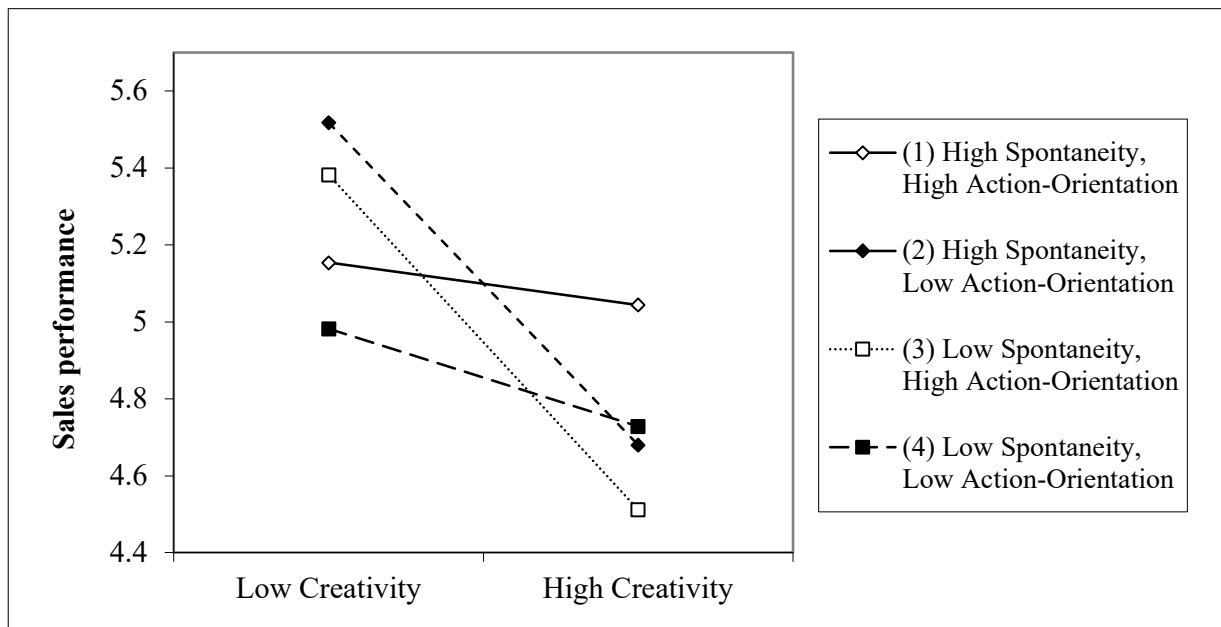 5.6
5.4
5.2
5
4.8
4.6
4.4
Sales performance
Low Creativity
High Creativity
(1) High Spontaneity,
High Action-Orientation
(2) High Spontaneity,
Low Action-Orientation
(3) Low Spontaneity,
High Action-Orientation
(4) Low Spontaneity,
Low Action-Orientation